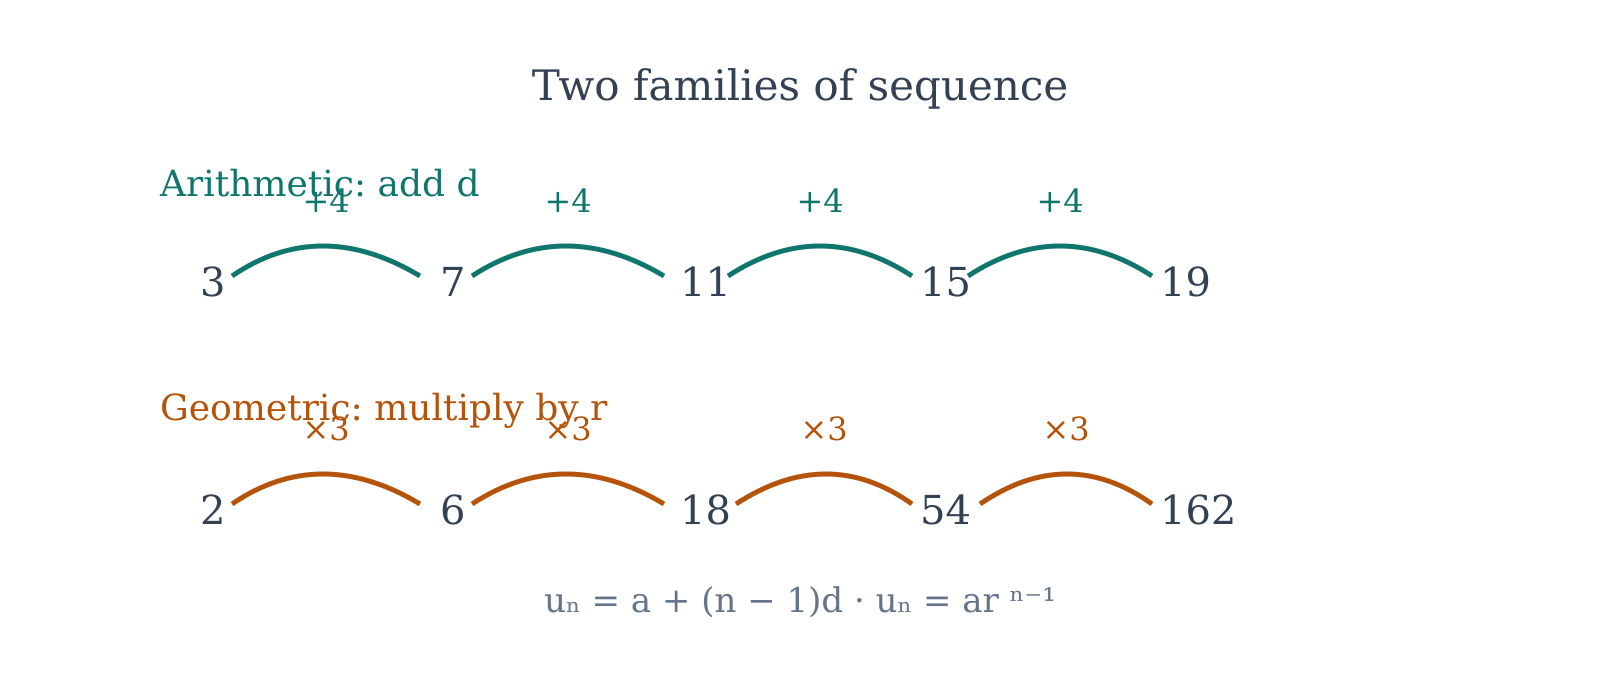 Two families of sequence
Arithmetic: add d
+4 +4 +4 +4
3 7 11 15 19
Geometric: multiply by r
×3 ×3 ×3 ×3
2 6 18 54 162
uₙ = a + (n − 1)d · uₙ = ar ⁿ⁻¹